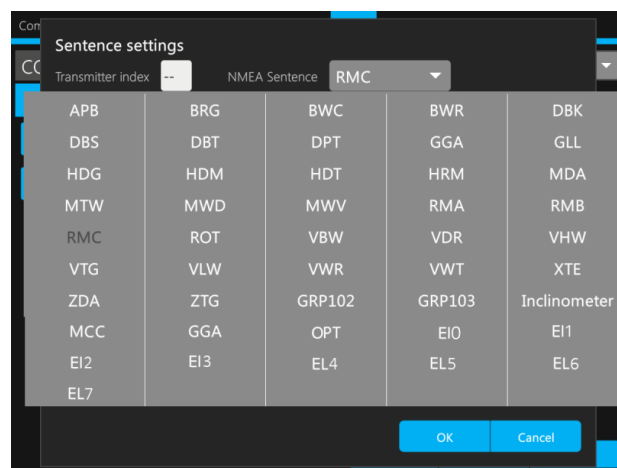 Com
Sentence settings
CC
Transmitter index -- NMEA Sentence RMC
APB BRG BWC BWR DBK
DBS DBT DPT GGA GLL
HDG HDM HDT HRM MDA
MTW MWD MWV RMA RMB
RMC ROT VBW VDR VHW
VTG VLW VWR VWT XTE
ZDA ZTG GRP102 GRP103 Inclinometer
MCC GGA OPT EI0 EI1
EI2 EI3 EL4 EL5 EL6
EL7
OK Cancel